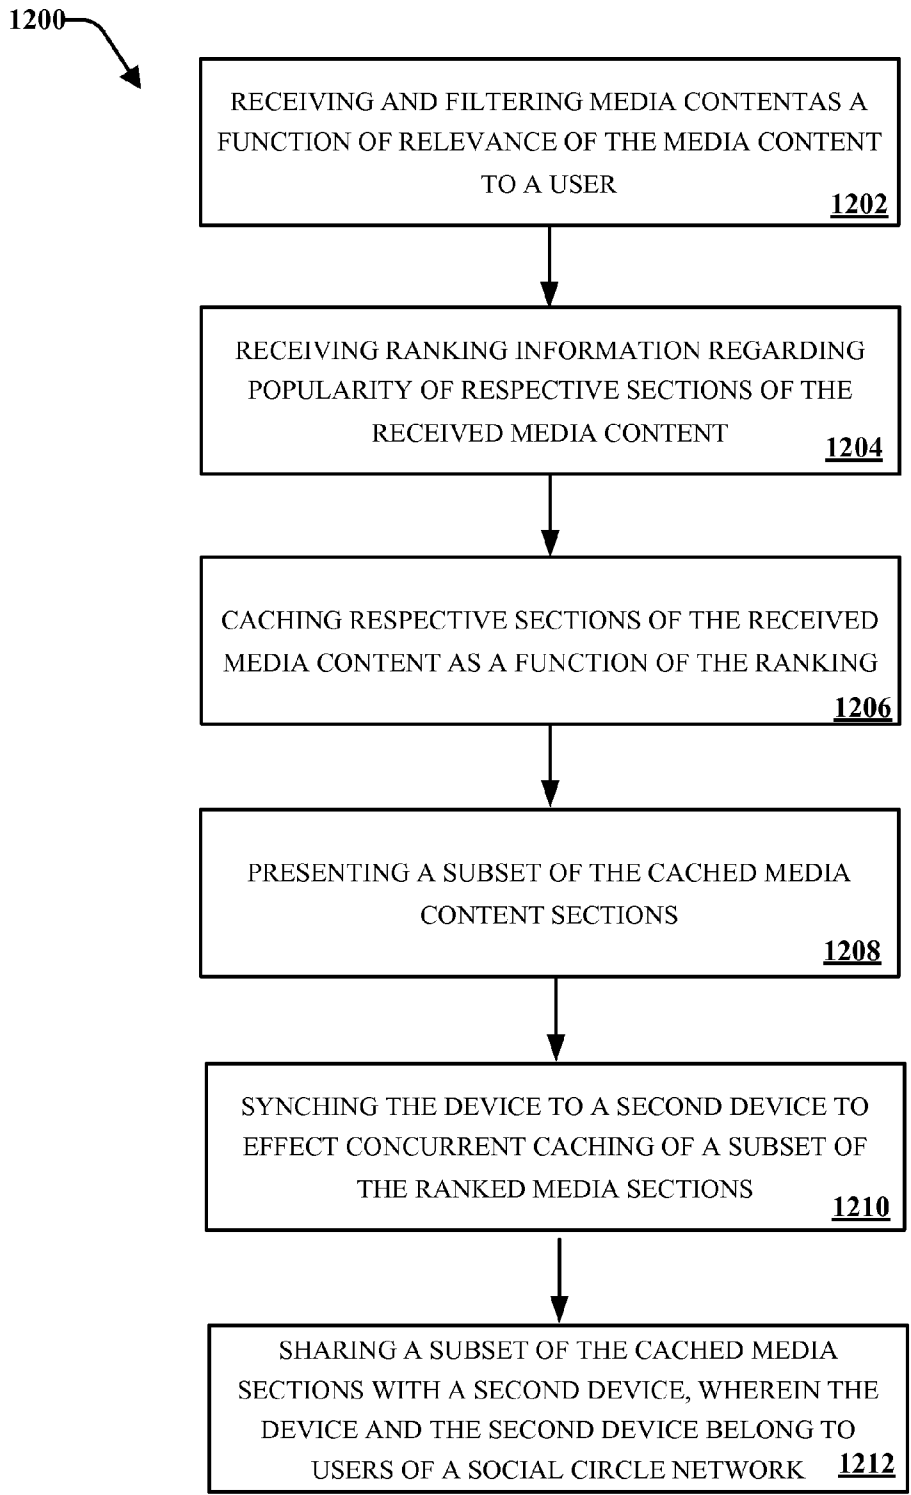 1200
RECEIVING AND FILTERING MEDIA CONTENTAS A
FUNCTION OF RELEVANCE OF THE MEDIA CONTENT
TO A USER
1202
RECEIVING RANKING INFORMATION REGARDING
POPULARITY OF RESPECTIVE SECTIONS OF THE
RECEIVED MEDIA CONTENT
1204
CACHING RESPECTIVE SECTIONS OF THE RECEIVED
MEDIA CONTENT AS A FUNCTION OF THE RANKING
1206
PRESENTING A SUBSET OF THE CACHED MEDIA
CONTENT SECTIONS
1208
SYNCHING THE DEVICE TO A SECOND DEVICE TO
EFFECT CONCURRENT CACHING OF A SUBSET OF
THE RANKED MEDIA SECTIONS
1210
SHARING A SUBSET OF THE CACHED MEDIA
SECTIONS WITH A SECOND DEVICE, WHEREIN THE
DEVICE AND THE SECOND DEVICE BELONG TO
USERS OF A SOCIAL CIRCLE NETWORK
1212